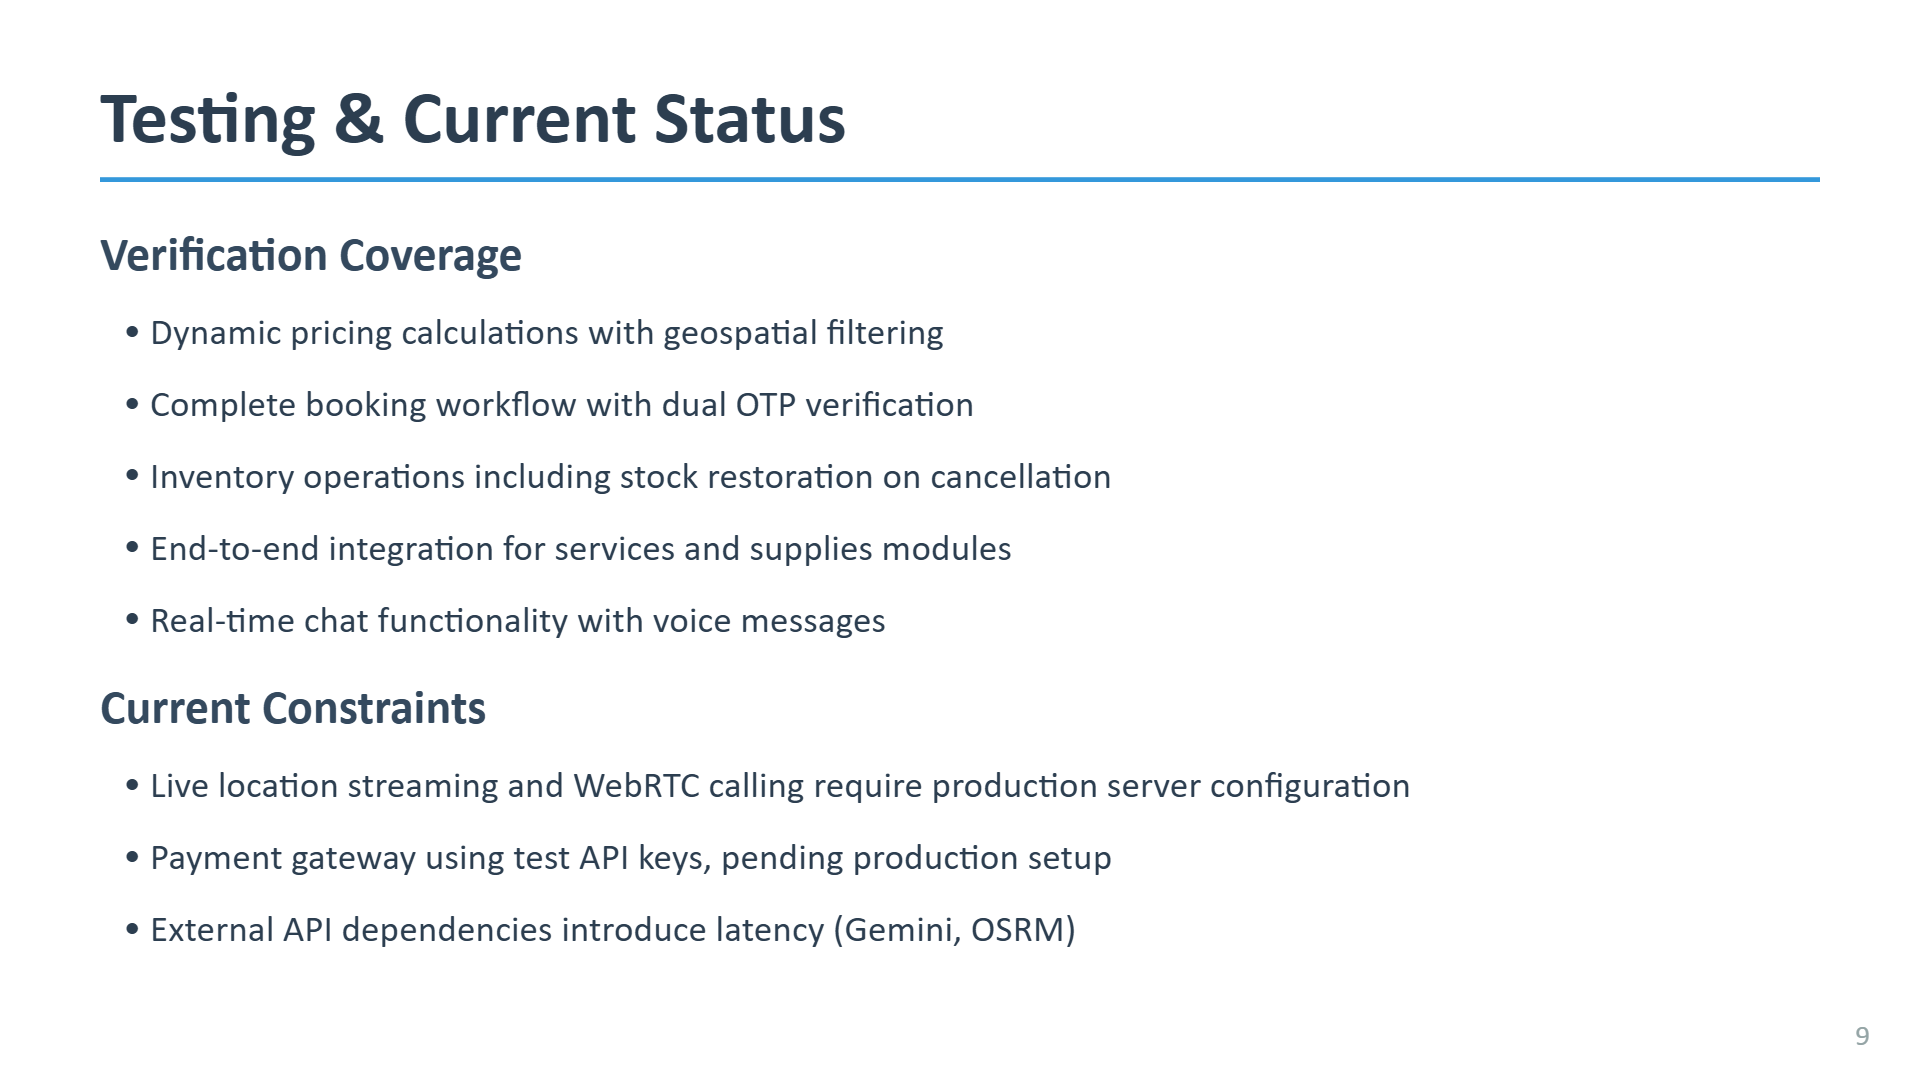 Testing & Current Status
Verification Coverage
• Dynamic pricing calculations with geospatial filtering
• Complete booking workflow with dual OTP verification
• Inventory operations including stock restoration on cancellation
• End-to-end integration for services and supplies modules
• Real-time chat functionality with voice messages
Current Constraints
• Live location streaming and WebRTC calling require production server configuration
• Payment gateway using test API keys, pending production setup
• External API dependencies introduce latency (Gemini, OSRM)
9